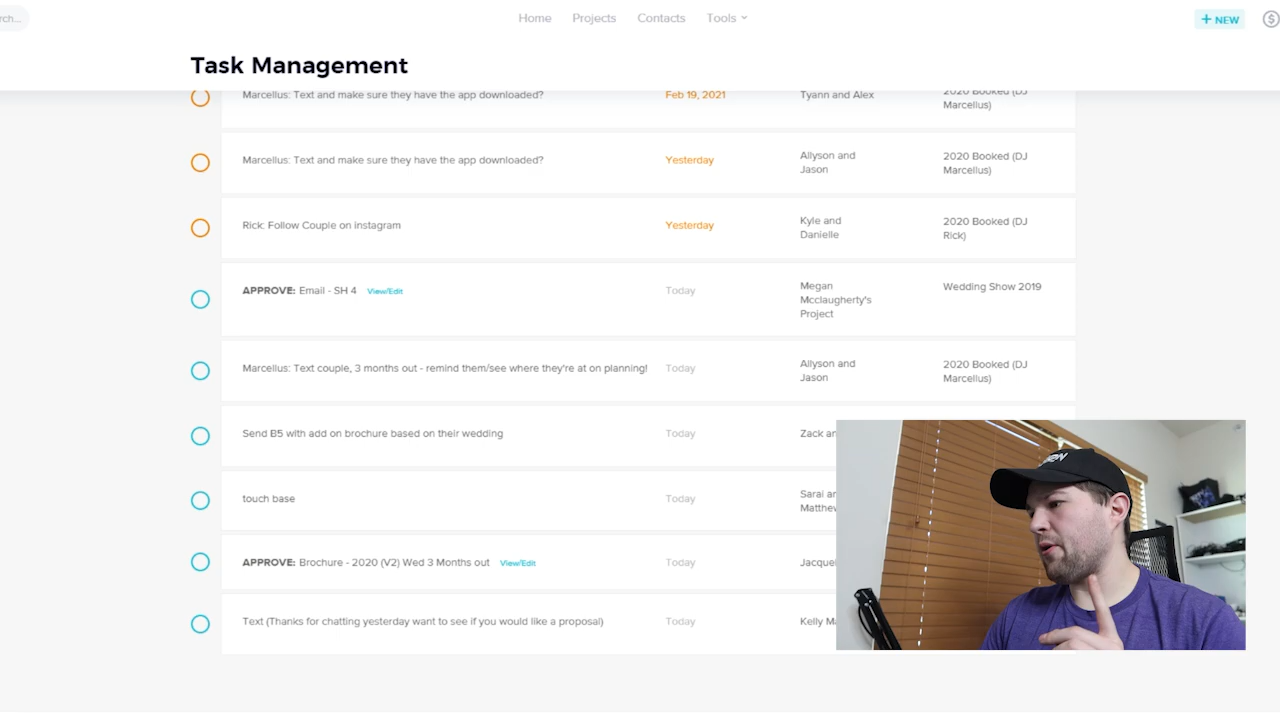 rch...
Home Projects Contacts Tools
+ NEW
$
Task Management
Marcellus: Text and make sure they have the app downloaded? Feb 19, 2021 Tyann and Alex 2020 Booked (DJ
Marcellus)
Marcellus: Text and make sure they have the app downloaded? Yesterday Allyson and
Jason
2020 Booked (DJ
Marcellus)
Rick: Follow Couple on instagram Yesterday Kyle and
Danielle
2020 Booked (DJ
Rick)
APPROVE: Email - SH 4 View/Edit Today Megan
Mcclaugherty's
Project
Wedding Show 2019
Marcellus: Text couple, 3 months out - remind them/see where they're at on planning! Today Allyson and
Jason
2020 Booked (DJ
Marcellus)
Send B5 with add on brochure based on their wedding Today Zack an
touch base Today Sarai an
Matthew
APPROVE: Brochure - 2020 (V2) Wed 3 Months out View/Edit Today Jacquel
Text (Thanks for chatting yesterday want to see if you would like a proposal) Today Kelly M